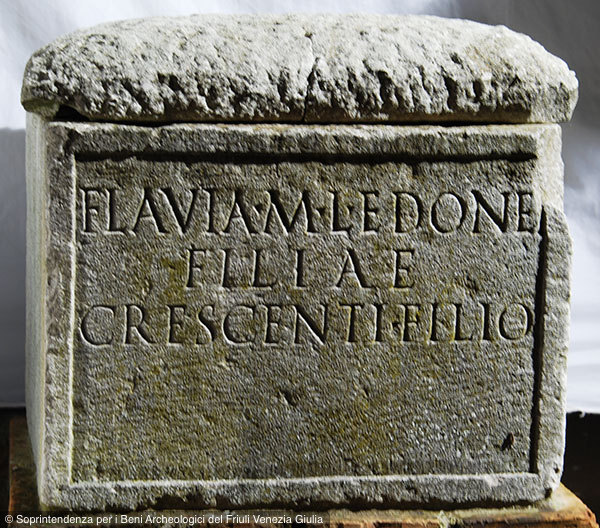 FLAVIA·M·L·EDONE
FILIAE
CRESCENTI·FILIO
© Soprintendenza per i Beni Archeologici del Friuli Venezia Giulia